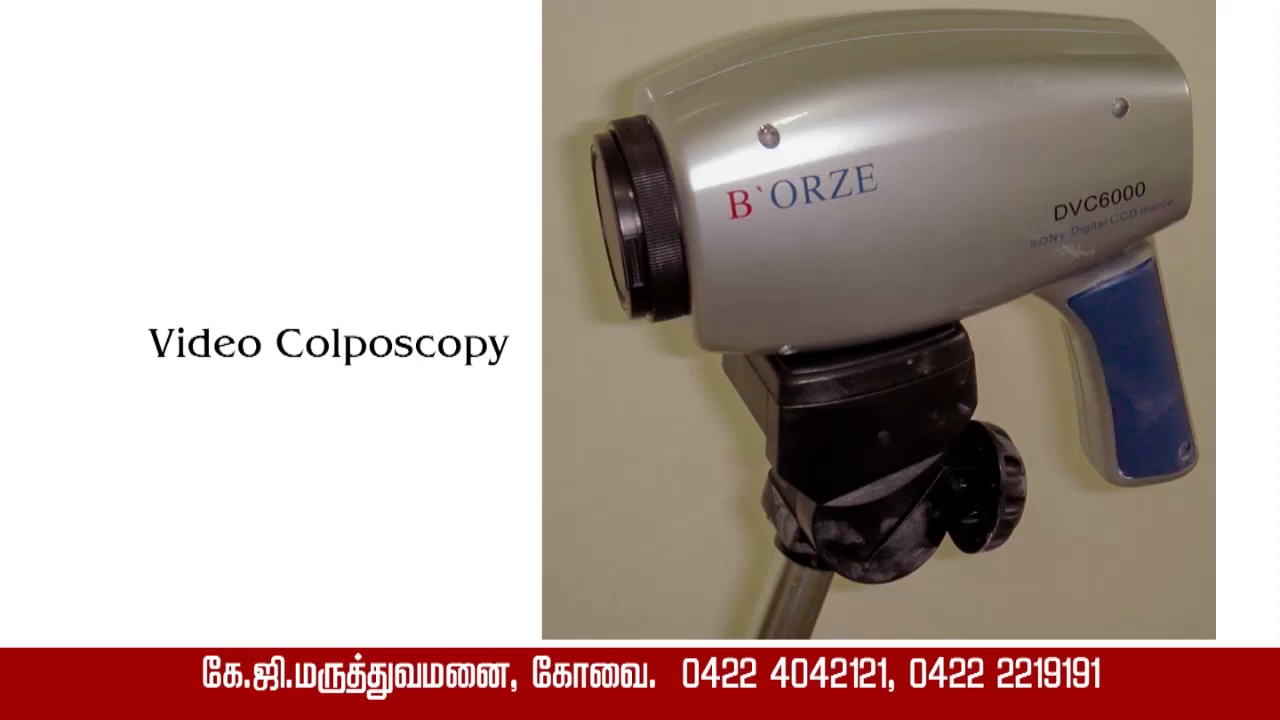 B`ORZE
DVC6000
SONY Digital CCD inside
Video Colposcopy
கே.ஜி.மருத்துவமனை, கோவை. 0422 4042121, 0422 2219191